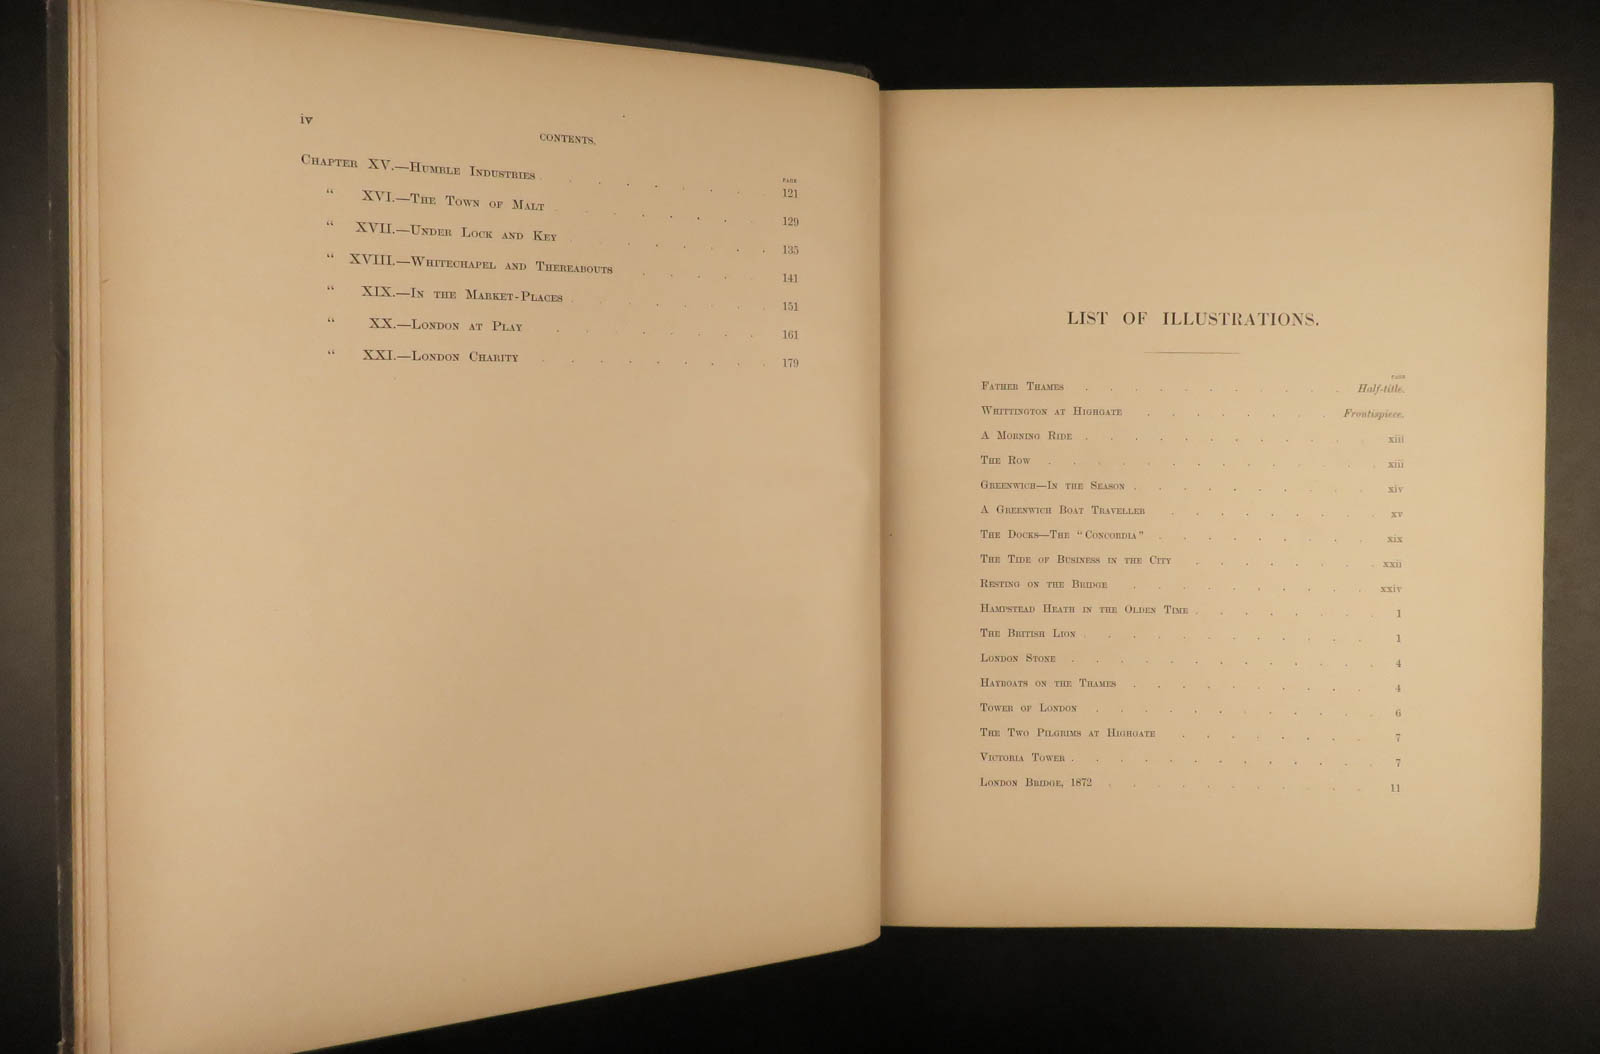 iv
CONTENTS.
PAGE
Chapter XV.—Humble Industries . . . . . . . 121
“ XVI.—The Town of Malt . . . . . . . 129
“ XVII.—Under Lock and Key . . . . . . . 135
“ XVIII.—Whitechapel and Thereabouts . . . . . 141
“ XIX.—In the Market-Places . . . . . . . 151
“ XX.—London at Play . . . . . . . 161
“ XXI.—London Charity . . . . . . . . 179
LIST OF ILLUSTRATIONS.
PAGE
Father Thames . . . . . . . . . . . Half-title.
Whittington at Highgate . . . . . . . . Frontispiece.
A Morning Ride . . . . . . . . . . . . xiii
The Row . . . . . . . . . . . . . . xiii
Greenwich—In the Season . . . . . . . . . . xiv
A Greenwich Boat Traveller . . . . . . . . . xv
The Docks—The “Concordia” . . . . . . . . . xix
The Tide of Business in the City . . . . . . . . xxii
Resting on the Bridge . . . . . . . . . . xxiv
Hampstead Heath in the Olden Time . . . . . . . . 1
The British Lion . . . . . . . . . . . . 1
London Stone . . . . . . . . . . . . . 4
Hayboats on the Thames . . . . . . . . . . 4
Tower of London . . . . . . . . . . . . 6
The Two Pilgrims at Highgate . . . . . . . . 7
Victoria Tower . . . . . . . . . . . . . 7
London Bridge, 1872 . . . . . . . . . . . 11